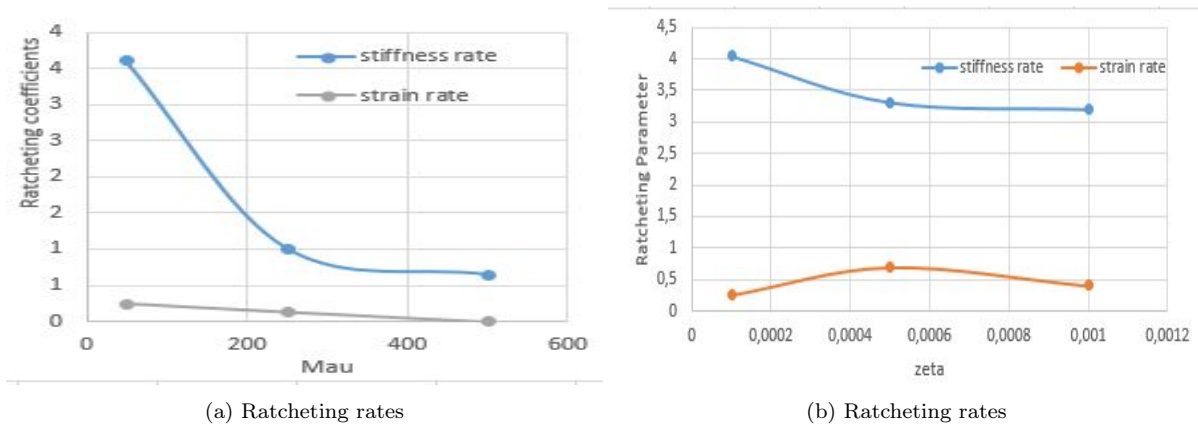 4
4
3
3
2
2
1
1
0
0 200 400 600
Ratcheting coefficients
Mau
stiffness rate
strain rate
(a) Ratcheting rates
4,5
4
3,5
3
2,5
2
1,5
1
0,5
0
0 0,0002 0,0004 0,0006 0,0008 0,001 0,0012
Ratcheting Parameter
zeta
stiffness rate strain rate
(b) Ratcheting rates